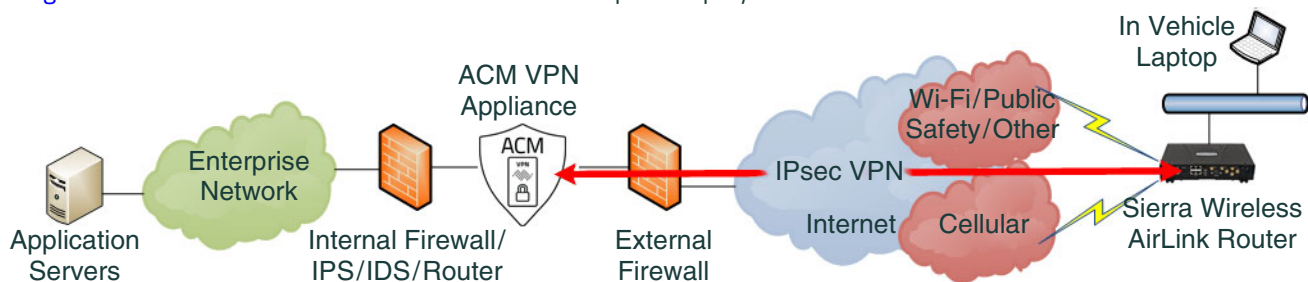 In Vehicle
Laptop
ACM VPN
Appliance
Wi-Fi/Public
Safety/Other
ACM
VPN
Enterprise
Network
IPsec VPN
Internet
Cellular
Application
Servers
Internal Firewall/
IPS/IDS/Router
External
Firewall
Sierra Wireless
AirLink Router